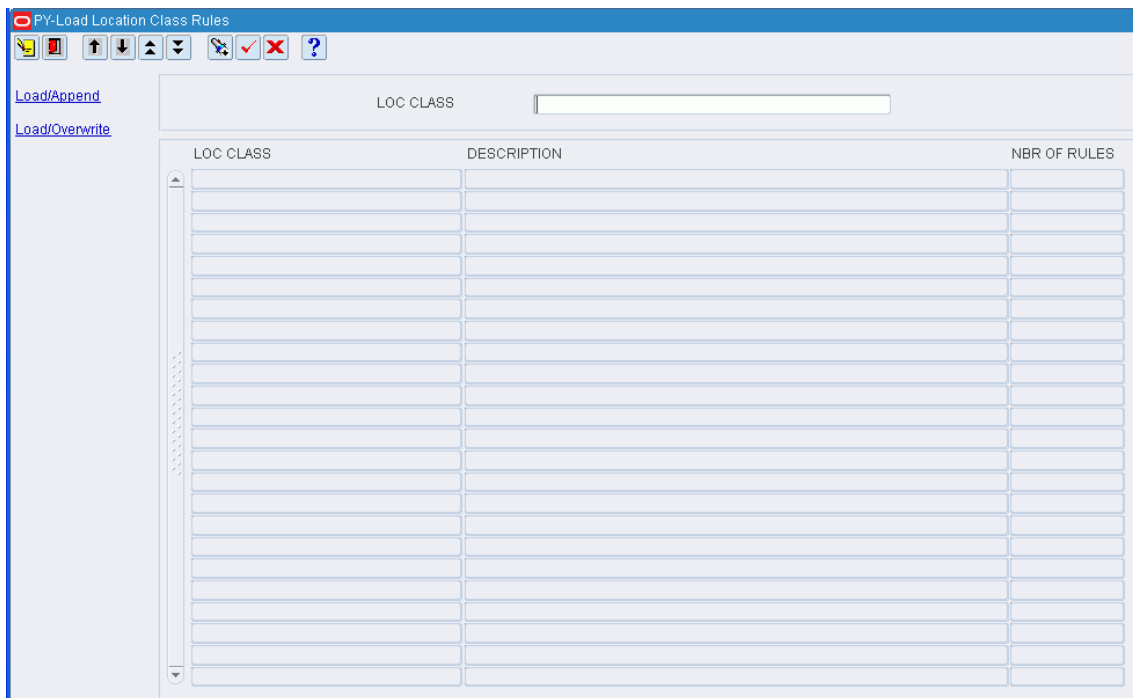 PY-Load Location Class Rules
?
Load/Append
LOC CLASS
Load/Overwrite
LOC CLASS DESCRIPTION NBR OF RULES